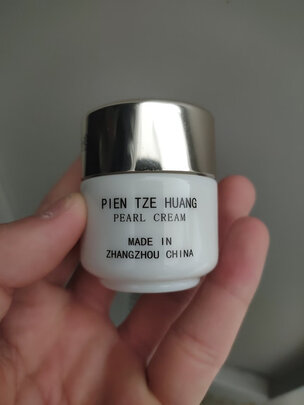 PIEN TZE HUANG
PEARL CREAM
MADE IN
ZHANGZHOU CHINA